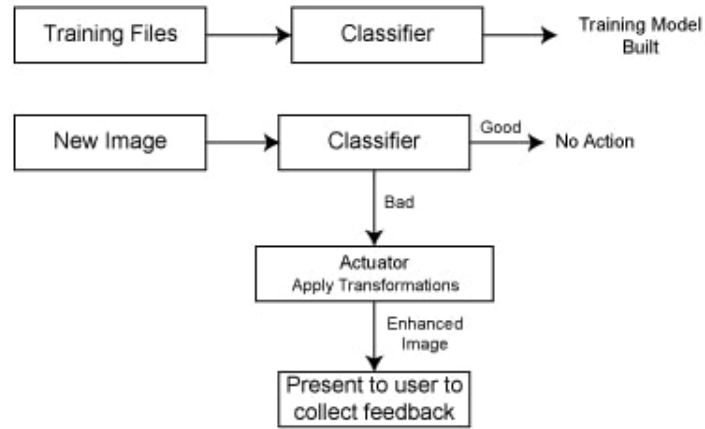 Training Files
Classifier
Training Model
Built
New Image
Classifier
Good
No Action
Bad
Actuator
Apply Transformations
Enhanced
Image
Present to user to
collect feedback